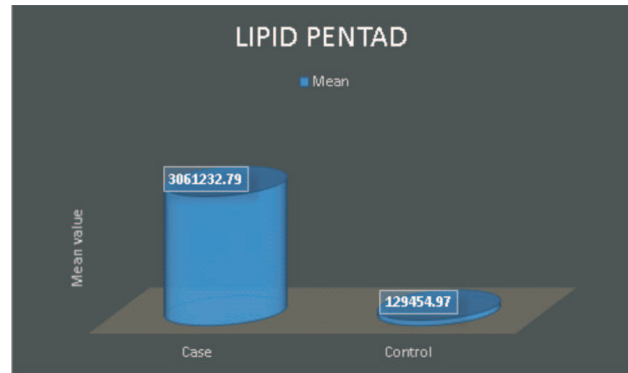 LIPID PENTAD
Mean
3061232.79
129454.97
Mean value
Case
Control